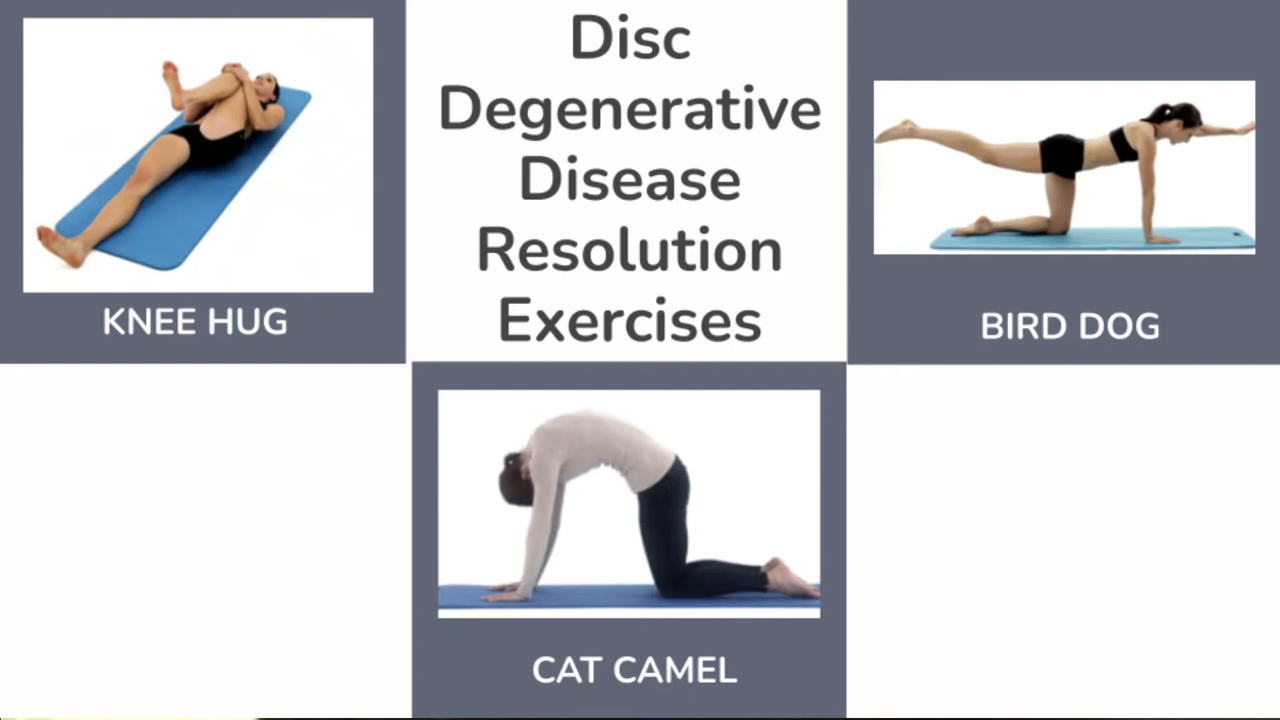 Disc
Degenerative
Disease
Resolution
Exercises
KNEE HUG
BIRD DOG
CAT CAMEL